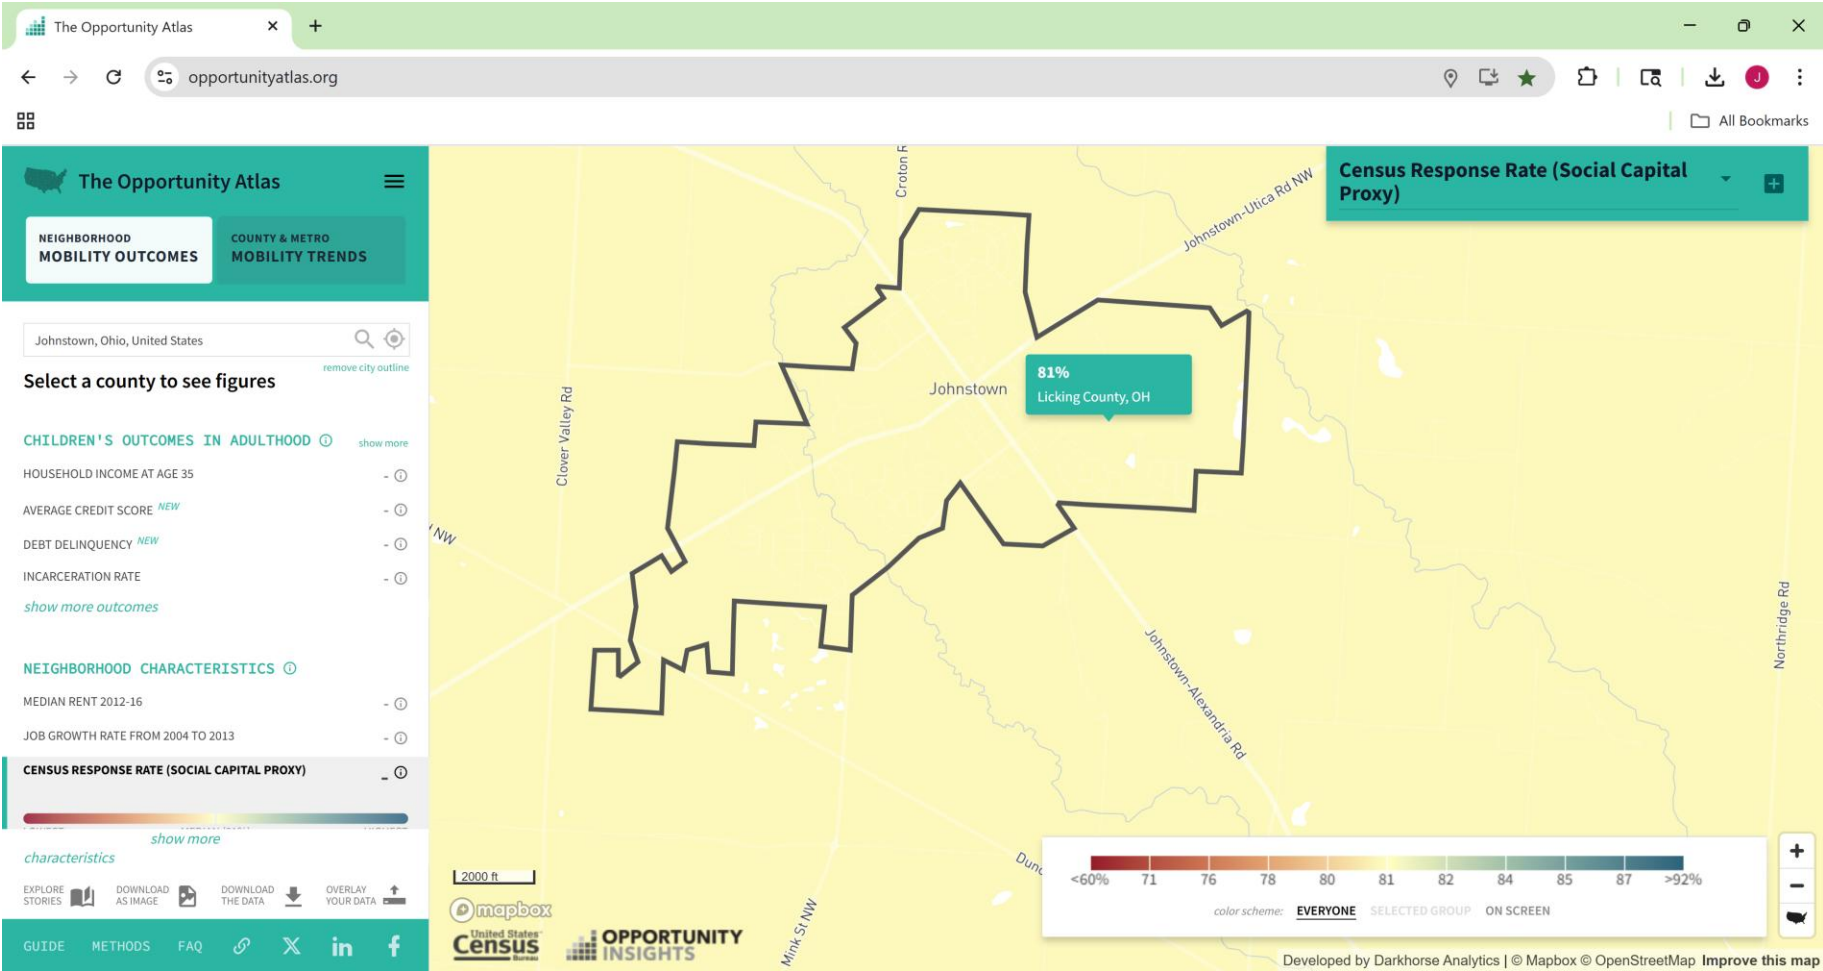 The Opportunity Atlas
opportunityatlas.org
J
All Bookmarks
The Opportunity Atlas
NEIGHBORHOOD
MOBILITY OUTCOMES
COUNTY & METRO
MOBILITY TRENDS
Johnstown, Ohio, United States
remove city outline
Select a county to see figures
CHILDREN'S OUTCOMES IN ADULTHOOD
show more
HOUSEHOLD INCOME AT AGE 35 -
AVERAGE CREDIT SCORE NEW -
DEBT DELINQUENCY NEW -
INCARCERATION RATE -
show more outcomes
NEIGHBORHOOD CHARACTERISTICS
MEDIAN RENT 2012-16 -
JOB GROWTH RATE FROM 2004 TO 2013 -
CENSUS RESPONSE RATE (SOCIAL CAPITAL PROXY) -
show more
characteristics
EXPLORE
STORIES
DOWNLOAD
AS IMAGE
DOWNLOAD
THE DATA
OVERLAY
YOUR DATA
GUIDE METHODS FAQ
Census Response Rate (Social Capital
Proxy)
Croton R
Johnstown-Utica Rd NW
Johnstown
81%
Licking County, OH
Clover Valley Rd
NW
Northridge Rd
Johnstown-Alexandria Rd
Dunc
Mink St NW
2000 ft
mapbox
United States
Census
Bureau
OPPORTUNITY
INSIGHTS
<60% 71 76 78 80 81 82 84 85 87 >92%
color scheme: EVERYONE SELECTED GROUP ON SCREEN
Developed by Darkhorse Analytics | © Mapbox © OpenStreetMap Improve this map